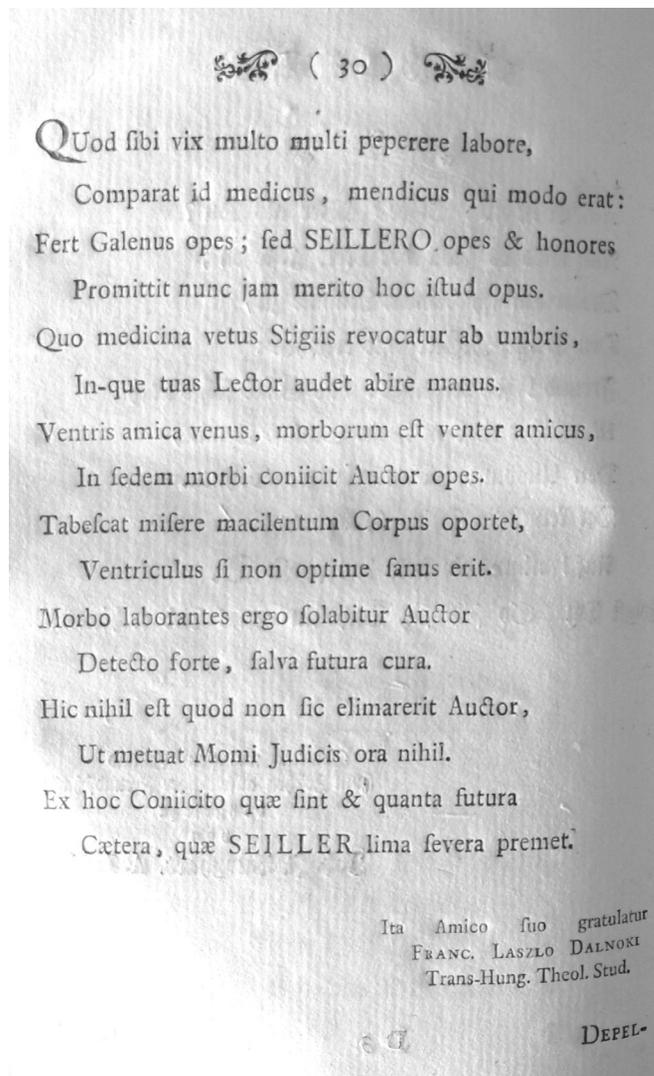 ( 30 )
QUod ſibi vix multo multi peperere labore,
Comparat id medicus, mendicus qui modo erat:
Fert Galenus opes; ſed SEILLERO opes & honores
Promittit nunc jam merito hoc iſtud opus.
Quo medicina vetus Stigiis revocatur ab umbris,
In-que tuas Lector audet abire manus.
Ventris amica venus, morborum eſt venter amicus,
In ſedem morbi coniicit Auctor opes.
Tabeſcat miſere macilentum Corpus oportet,
Ventriculus ſi non optime ſanus erit.
Morbo laborantes ergo ſolabitur Auctor
Detecto forte, ſalva futura cura.
Hic nihil eſt quod non ſic elimarerit Auctor,
Ut metuat Momi Judicis ora nihil.
Ex hoc Coniicito quæ ſint & quanta futura
Cætera, quæ SEILLER lima ſevera premet.
Ita Amico ſuo gratulatur
FRANC. LASZLO DALNOKI
Trans-Hung. Theol. Stud.
DEPEL-